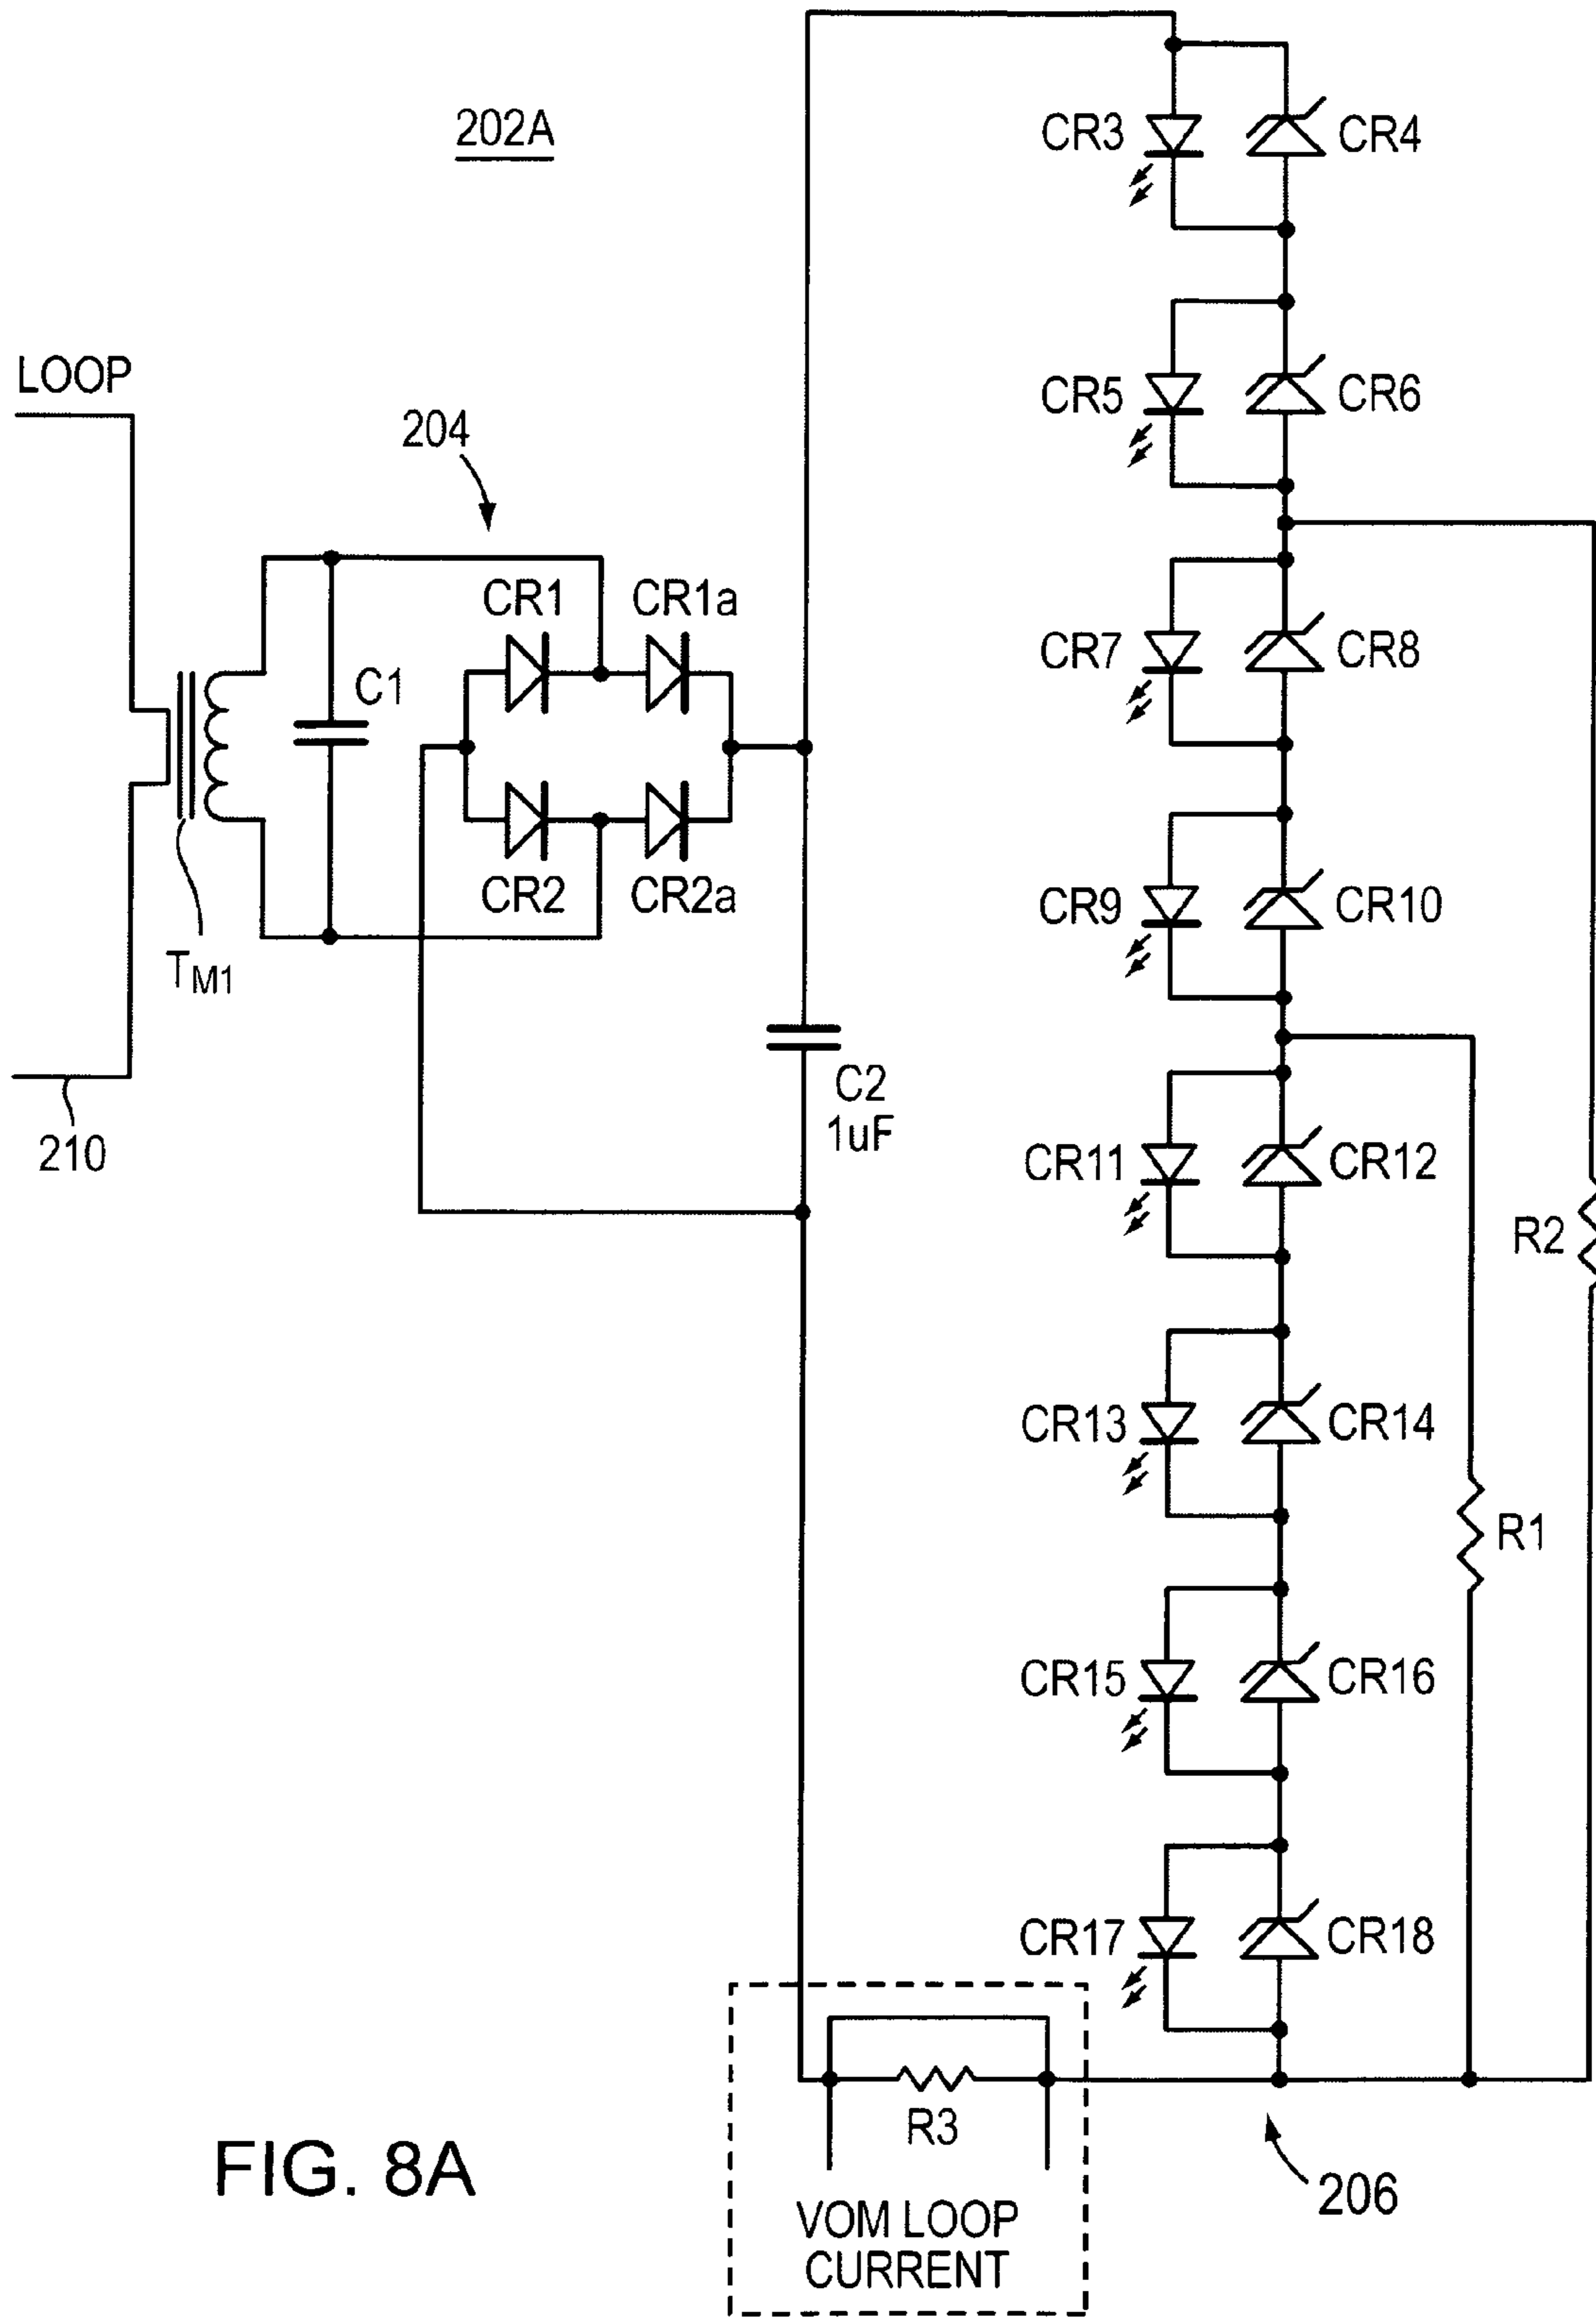 202A
CR3
CR4
LOOP
CR5
CR6
204
CR1
CR1a
CR7
CR8
C1
CR2
CR2a
CR9
CR10
TM1
C2
1uF
210
CR11
CR12
R2
CR13
CR14
R1
CR15
CR16
CR17
CR18
R3
FIG. 8A
206
VOM LOOP
CURRENT